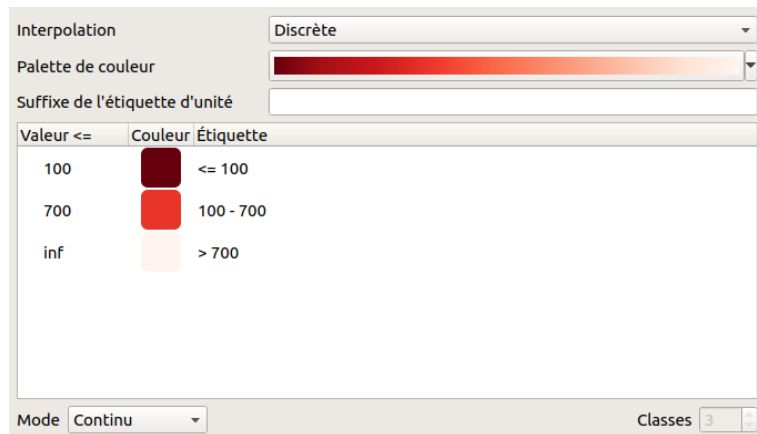 Interpolation Discrète
Palette de couleur
Suffixe de l'étiquette d'unité
Valeur <= Couleur Étiquette
100 <= 100
700 100 - 700
inf > 700
Mode Continu Classes 3